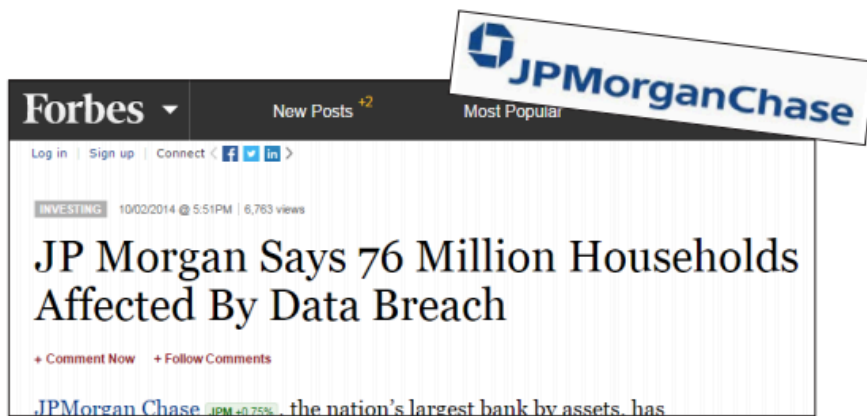 JPMorganChase
Forbes New Posts +2 Most Popular
Log in | Sign up | Connect < f in >
INVESTING 10/02/2014 @ 5:51PM | 6,763 views
JP Morgan Says 76 Million Households
Affected By Data Breach
+ Comment Now + Follow Comments
JPMorgan Chase JPM +0.75% , the nation's largest bank by assets, has